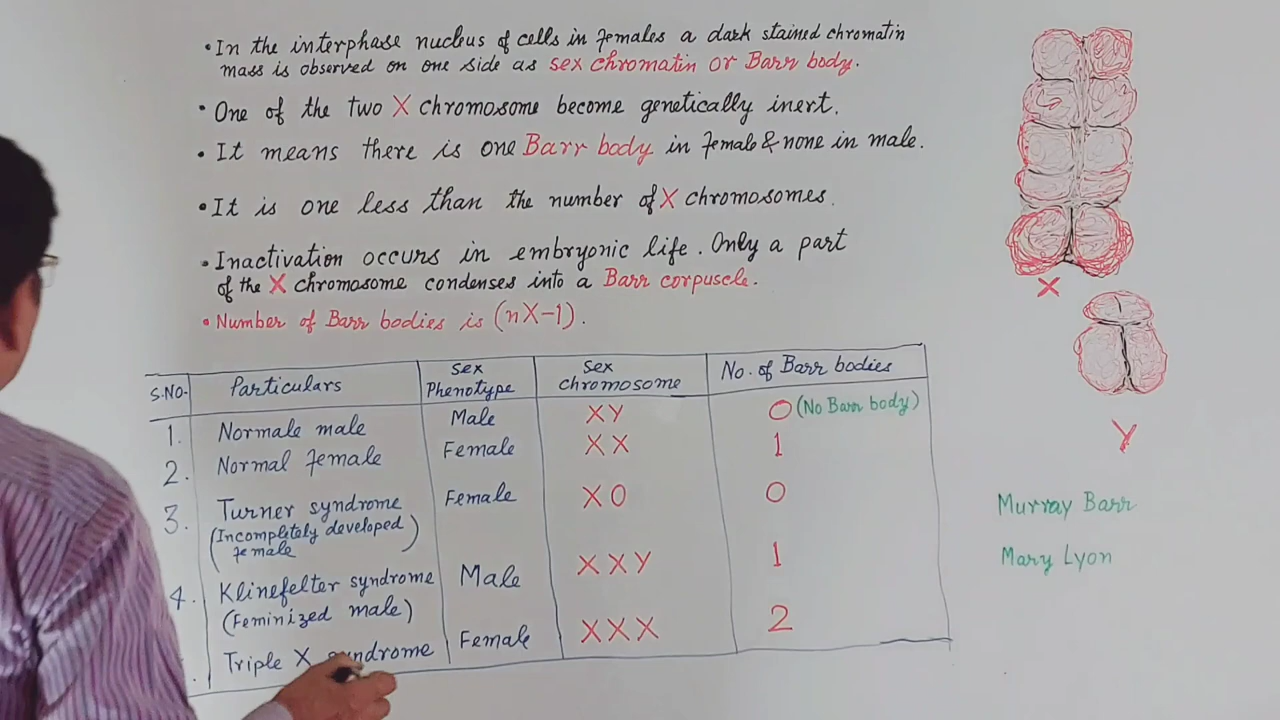 • In the interphase nucleus of cells in females a dark stained chromatin
mass is observed on one side as sex chromatin or Barr body.
• One of the two X chromosome become genetically inert.
• It means there is one Barr body in female & none in male.
• It is one less than the number of X chromosomes.
• Inactivation occurs in embryonic life. Only a part
of the X chromosome condenses into a Barr corpuscle.
• Number of Barr bodies is (nX-1).
S.NO. Particulars Sex Phenotype Sex chromosome No. of Barr bodies
1. Normale male Male XY 0 (No Barr body)
2. Normal female Female XX 1
3. Turner syndrome Female XO 0
(Incompletely developed
female)
4. Klinefelter syndrome Male XXY 1
(Feminized male)
Triple X syndrome Female XXX 2
X
Y
Murray Barr
Mary Lyon